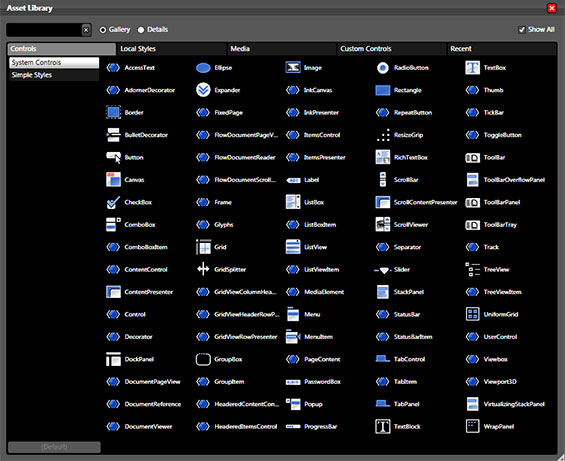 Asset Library
Gallery Details Show All
Controls Local Styles Media Custom Controls Recent
System Controls
Simple Styles
AccessText Ellipse Image RadioButton TextBox
AdornerDecorator Expander InkCanvas Rectangle Thumb
Border FixedPage InkPresenter RepeatButton TickBar
BulletDecorator FlowDocumentPageV... ItemsControl ResizeGrip ToggleButton
Button FlowDocumentReader ItemsPresenter RichTextBox ToolBar
Canvas FlowDocumentScroll... Label ScrollBar ToolBarOverflowPanel
CheckBox Frame ListBox ScrollContentPresenter ToolBarPanel
ComboBox Glyphs ListBoxItem ScrollViewer ToolBarTray
ComboBoxItem Grid ListView Separator Track
ContentControl GridSplitter ListViewItem Slider TreeView
ContentPresenter GridViewColumnHea... MediaElement StackPanel TreeViewItem
Control GridViewHeaderRowP... Menu StatusBar UniformGrid
Decorator GridViewRowPresenter MenuItem StatusBarItem UserControl
DockPanel GroupBox PageContent TabControl Viewbox
DocumentPageView GroupItem PasswordBox TabItem Viewport3D
DocumentReference HeaderedContentCon... Popup TabPanel VirtualizingStackPanel
DocumentViewer HeaderedItemsControl ProgressBar TextBlock WrapPanel
(Default)